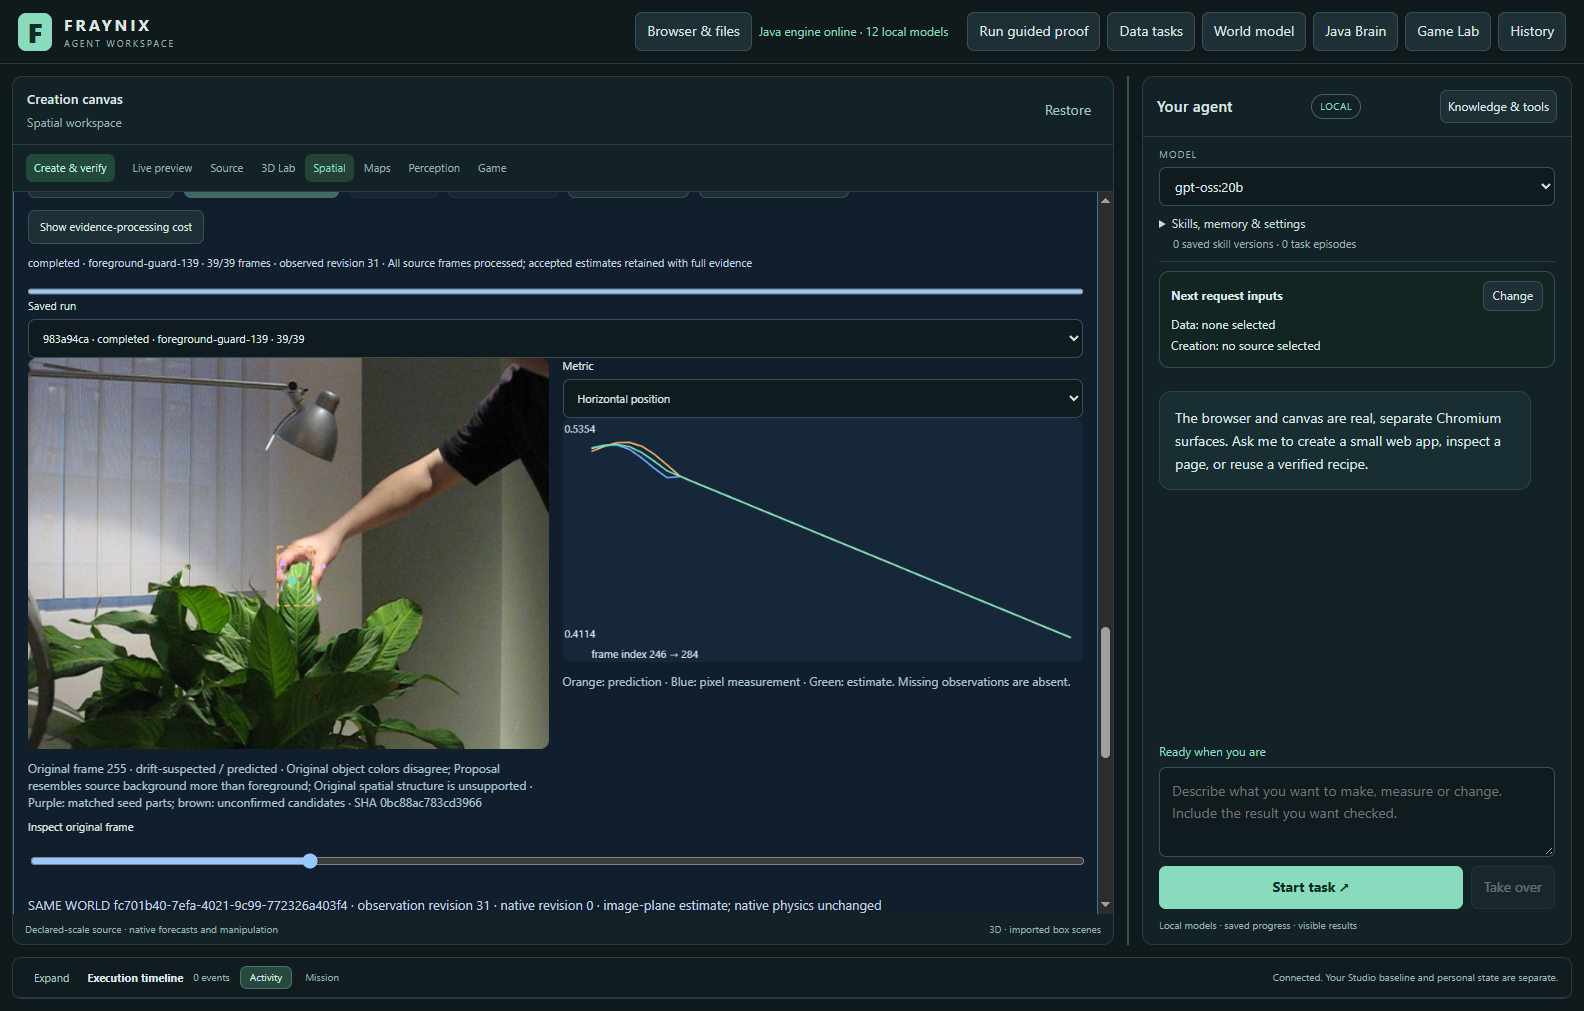 F
FRAYNIX
AGENT WORKSPACE
Browser & files
Java engine online · 12 local models
Run guided proof
Data tasks
World model
Java Brain
Game Lab
History
Creation canvas
Spatial workspace
Restore
Create & verify
Live preview
Source
3D Lab
Spatial
Maps
Perception
Game
Show evidence-processing cost
completed · foreground-guard-139 · 39/39 frames · observed revision 31 · All source frames processed; accepted estimates retained with full evidence
Saved run
983a94ca · completed · foreground-guard-139 · 39/39
Metric
Horizontal position
0.5354
0.4114
frame index 246 → 284
Orange: prediction · Blue: pixel measurement · Green: estimate. Missing observations are absent.
Original frame 255 · drift-suspected / predicted · Original object colors disagree; Proposal
resembles source background more than foreground; Original spatial structure is unsupported ·
Purple: matched seed parts; brown: unconfirmed candidates · SHA 0bc88ac783cd3966
Inspect original frame
SAME WORLD fc701b40-7efa-4021-9c99-772326a403f4 · observation revision 31 · native revision 0 · image-plane estimate; native physics unchanged
Declared-scale source · native forecasts and manipulation
3D · imported box scenes
Your agent
LOCAL
Knowledge & tools
MODEL
gpt-oss:20b
Skills, memory & settings
0 saved skill versions · 0 task episodes
Next request inputs
Change
Data: none selected
Creation: no source selected
The browser and canvas are real, separate Chromium
surfaces. Ask me to create a small web app, inspect a
page, or reuse a verified recipe.
Ready when you are
Describe what you want to make, measure or change.
Include the result you want checked.
Start task ↗
Take over
Local models · saved progress · visible results
Expand
Execution timeline
0 events
Activity
Mission
Connected. Your Studio baseline and personal state are separate.